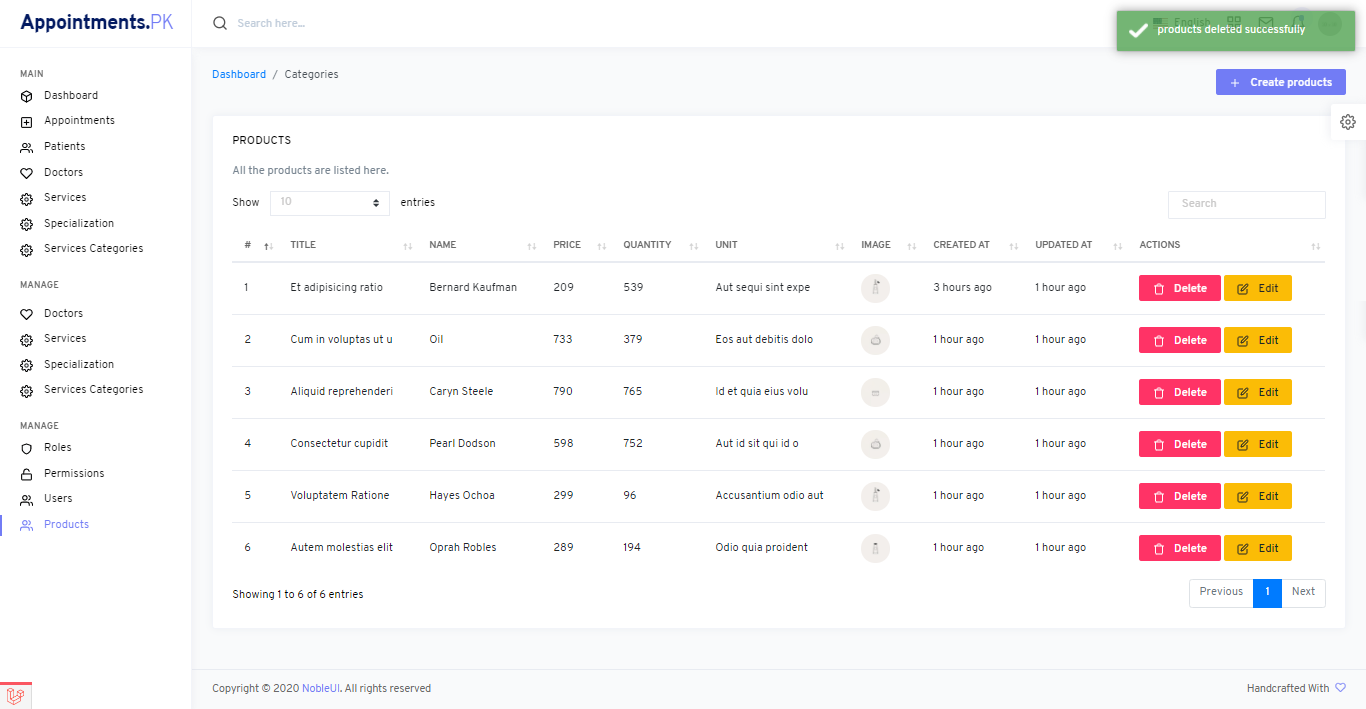 Appointments.PK
Search here...
English
products deleted successfully
MAIN
Dashboard
Appointments
Patients
Doctors
Services
Specialization
Services Categories
MANAGE
Doctors
Services
Specialization
Services Categories
MANAGE
Roles
Permissions
Users
Products
Dashboard / Categories
+ Create products
PRODUCTS
All the products are listed here.
Show 10 entries
Search
# TITLE NAME PRICE QUANTITY UNIT IMAGE CREATED AT UPDATED AT ACTIONS
1 Et adipisicing ratio Bernard Kaufman 209 539 Aut sequi sint expe 3 hours ago 1 hour ago Delete Edit
2 Cum in voluptas ut u Oil 733 379 Eos aut debitis dolo 1 hour ago 1 hour ago Delete Edit
3 Aliquid reprehenderi Caryn Steele 790 765 Id et quia eius volu 1 hour ago 1 hour ago Delete Edit
4 Consectetur cupidit Pearl Dodson 598 752 Aut id sit qui id o 1 hour ago 1 hour ago Delete Edit
5 Voluptatem Ratione Hayes Ochoa 299 96 Accusantium odio aut 1 hour ago 1 hour ago Delete Edit
6 Autem molestias elit Oprah Robles 289 194 Odio quia proident 1 hour ago 1 hour ago Delete Edit
Showing 1 to 6 of 6 entries
Previous 1 Next
Copyright © 2020 NobleUI. All rights reserved
Handcrafted With